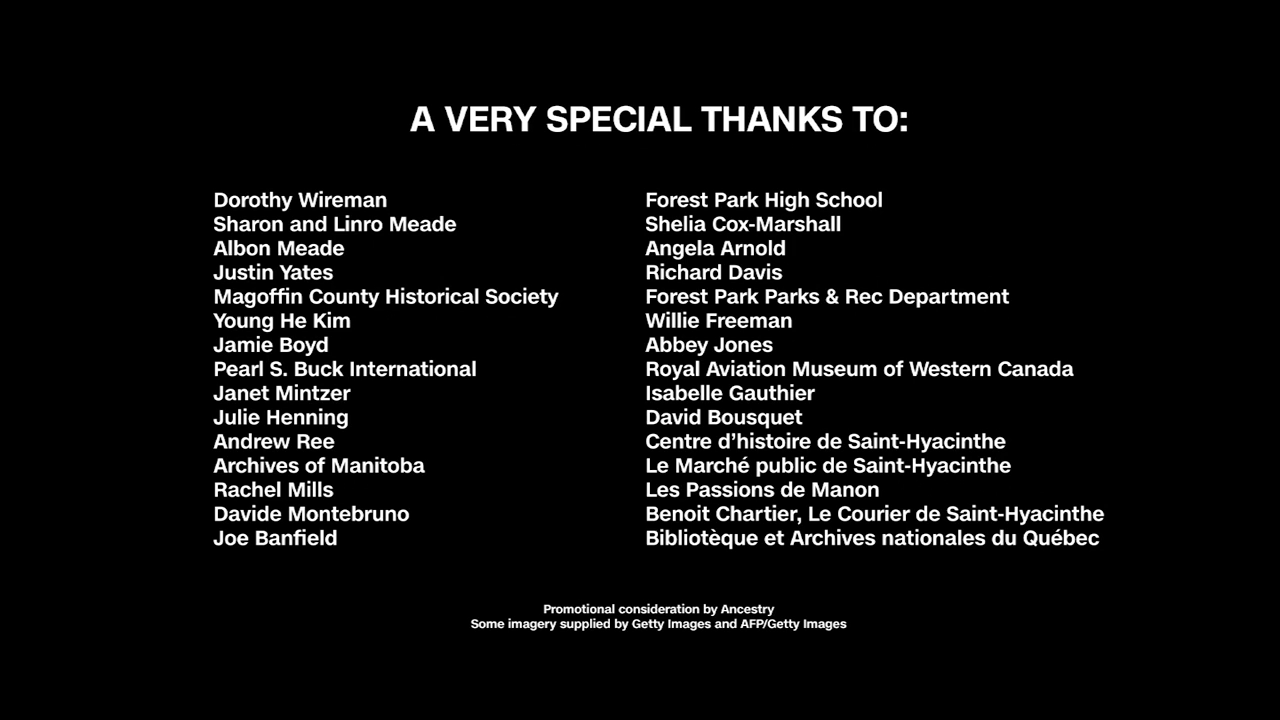 A VERY SPECIAL THANKS TO:
Dorothy Wireman
Sharon and Linro Meade
Albon Meade
Justin Yates
Magoffin County Historical Society
Young He Kim
Jamie Boyd
Pearl S. Buck International
Janet Mintzer
Julie Henning
Andrew Ree
Archives of Manitoba
Rachel Mills
Davide Montebruno
Joe Banfield
Forest Park High School
Shelia Cox-Marshall
Angela Arnold
Richard Davis
Forest Park Parks & Rec Department
Willie Freeman
Abbey Jones
Royal Aviation Museum of Western Canada
Isabelle Gauthier
David Bousquet
Centre d’histoire de Saint-Hyacinthe
Le Marché public de Saint-Hyacinthe
Les Passions de Manon
Benoit Chartier, Le Courier de Saint-Hyacinthe
Bibliotèque et Archives nationales du Québec
Promotional consideration by Ancestry
Some imagery supplied by Getty Images and AFP/Getty Images